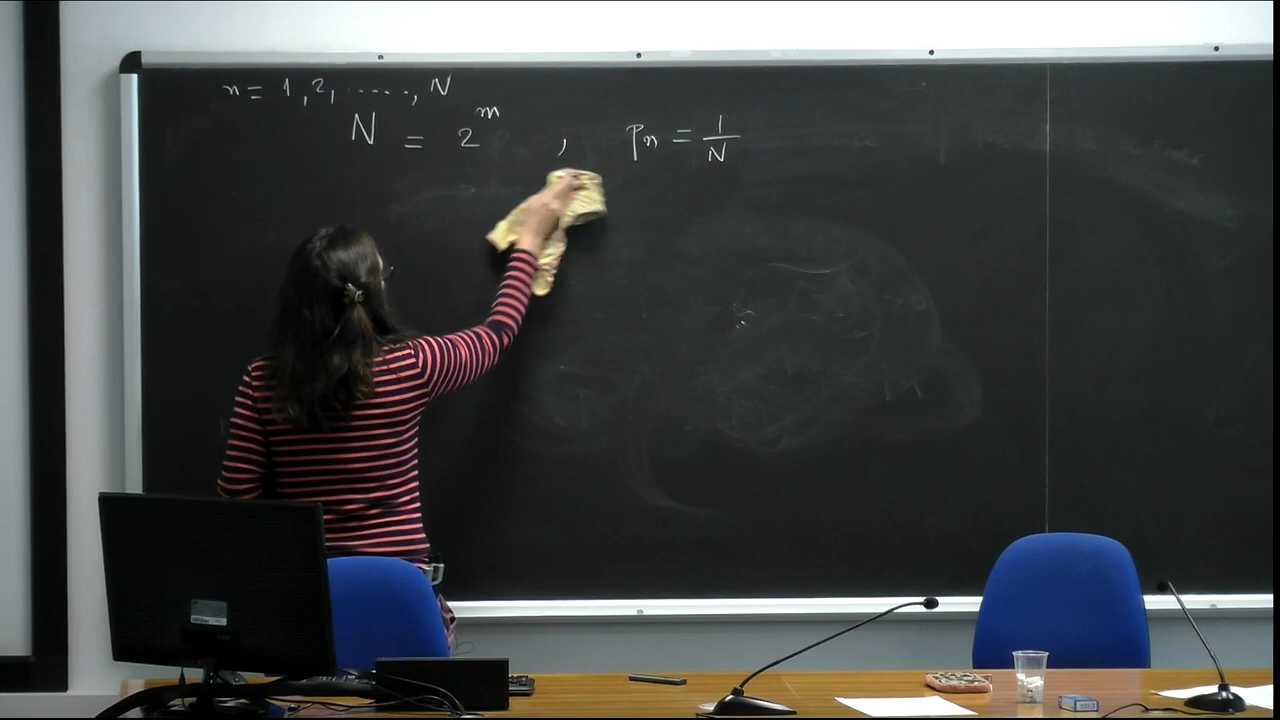 n = 1, 2, ....., N
N = 2^m , p_n = 1/N